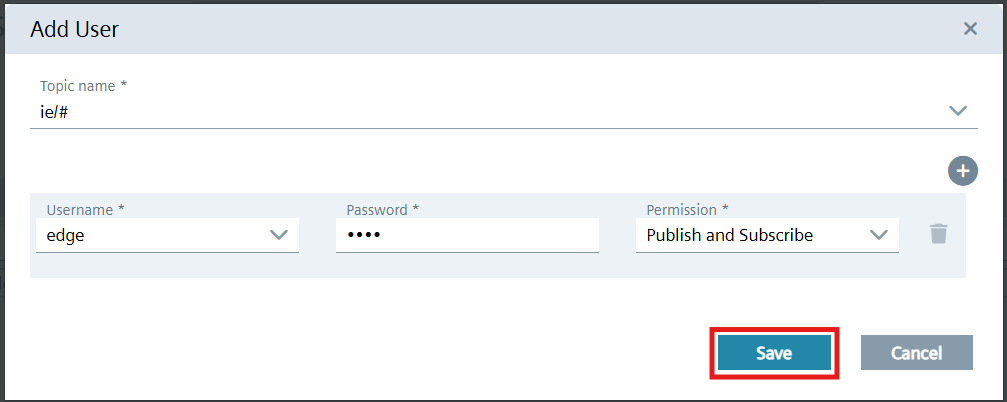 Add User
Topic name *
ie/#
Username *
Password *
Permission *
edge
••••
Publish and Subscribe
Save
Cancel